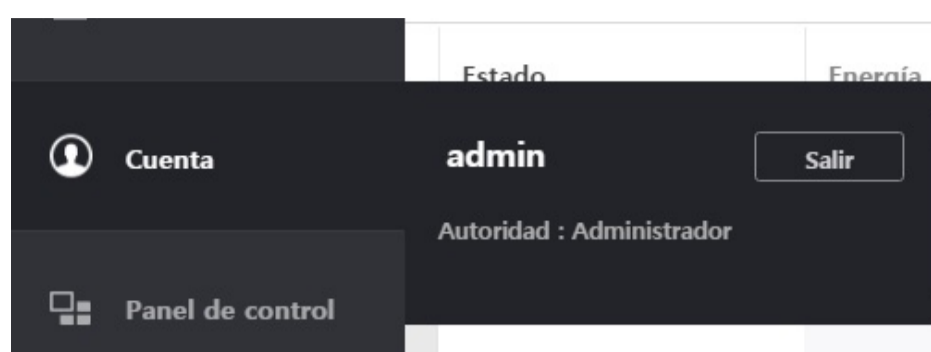 Estado
Energía
Cuenta
admin
Salir
Autoridad : Administrador
Panel de control